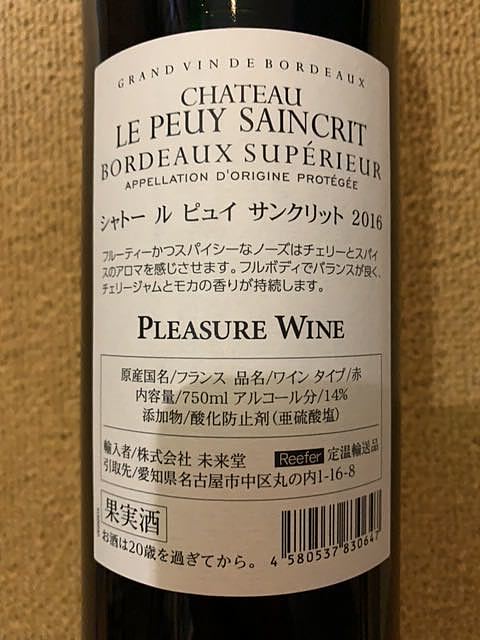 GRAND VIN DE BORDEAUX
CHATEAU
LE PEUY SAINCRIT
BORDEAUX SUPÉRIEUR
APPELLATION D'ORIGINE PROTÉGÉE
シャトー ル ピュイ サンクリット 2016
フルーティーかつスパイシーなノーズはチェリーとスパイ
スのアロマを感じさせます。フルボディでバランスが良く、
チェリージャムとモカの香りが持続します。
PLEASURE WINE
原産国名/フランス 品名/ワイン タイプ/赤
内容量/750ml アルコール分/14%
添加物/酸化防止剤(亜硫酸塩)
輸入者/株式会社 未来堂 Reefer 定温輸送品
引取先/愛知県名古屋市中区丸の内1-16-8
果実酒
お酒は20歳を過ぎてから。
4 580537 830647